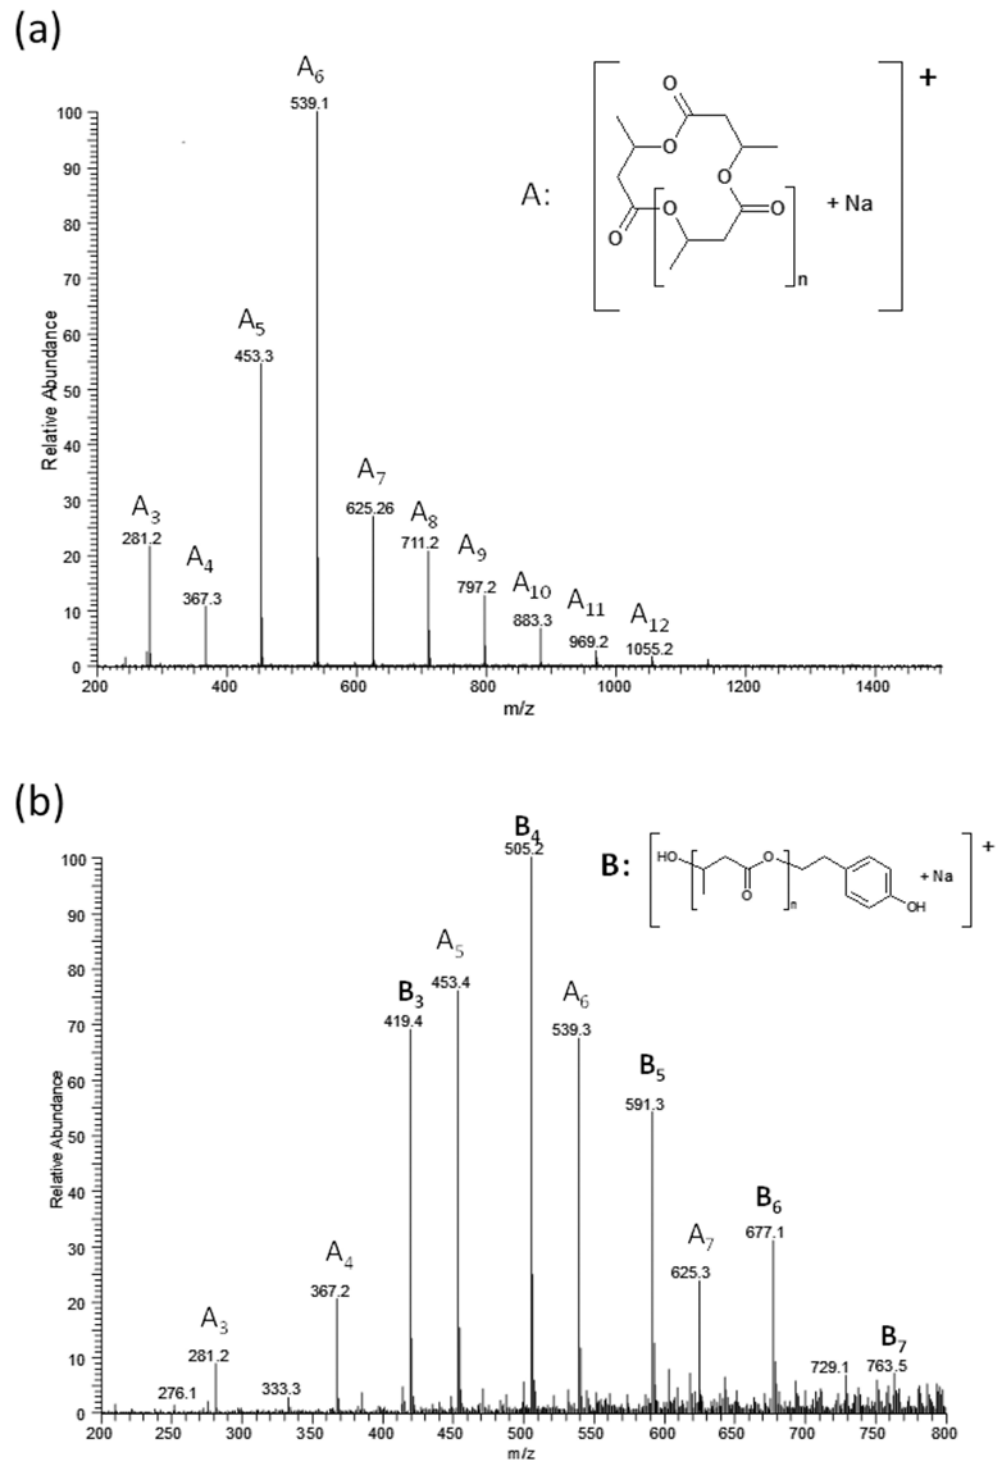 (a)
A6
539.1
A5
453.3
A3
281.2
A4
367.3
A7
625.26
A8
711.2
A9
797.2
A10
883.3
A11
969.2
A12
1055.2
A:
O
O
O
O
O
O
n
+ Na
+
Relative Abundance
100
90
80
70
60
50
40
30
20
10
0
200 400 600 800 1000 1200 1400
m/z
(b)
B4
505.2
A5
453.4
B3
419.4
A6
539.3
B5
591.3
B6
677.1
A7
625.3
A4
367.2
A3
281.2
276.1
333.3
729.1
B7
763.5
B:
HO
O
O
n
OH
+ Na
+
Relative Abundance
100
90
80
70
60
50
40
30
20
10
0
200 250 300 350 400 450 500 550 600 650 700 750 800
m/z